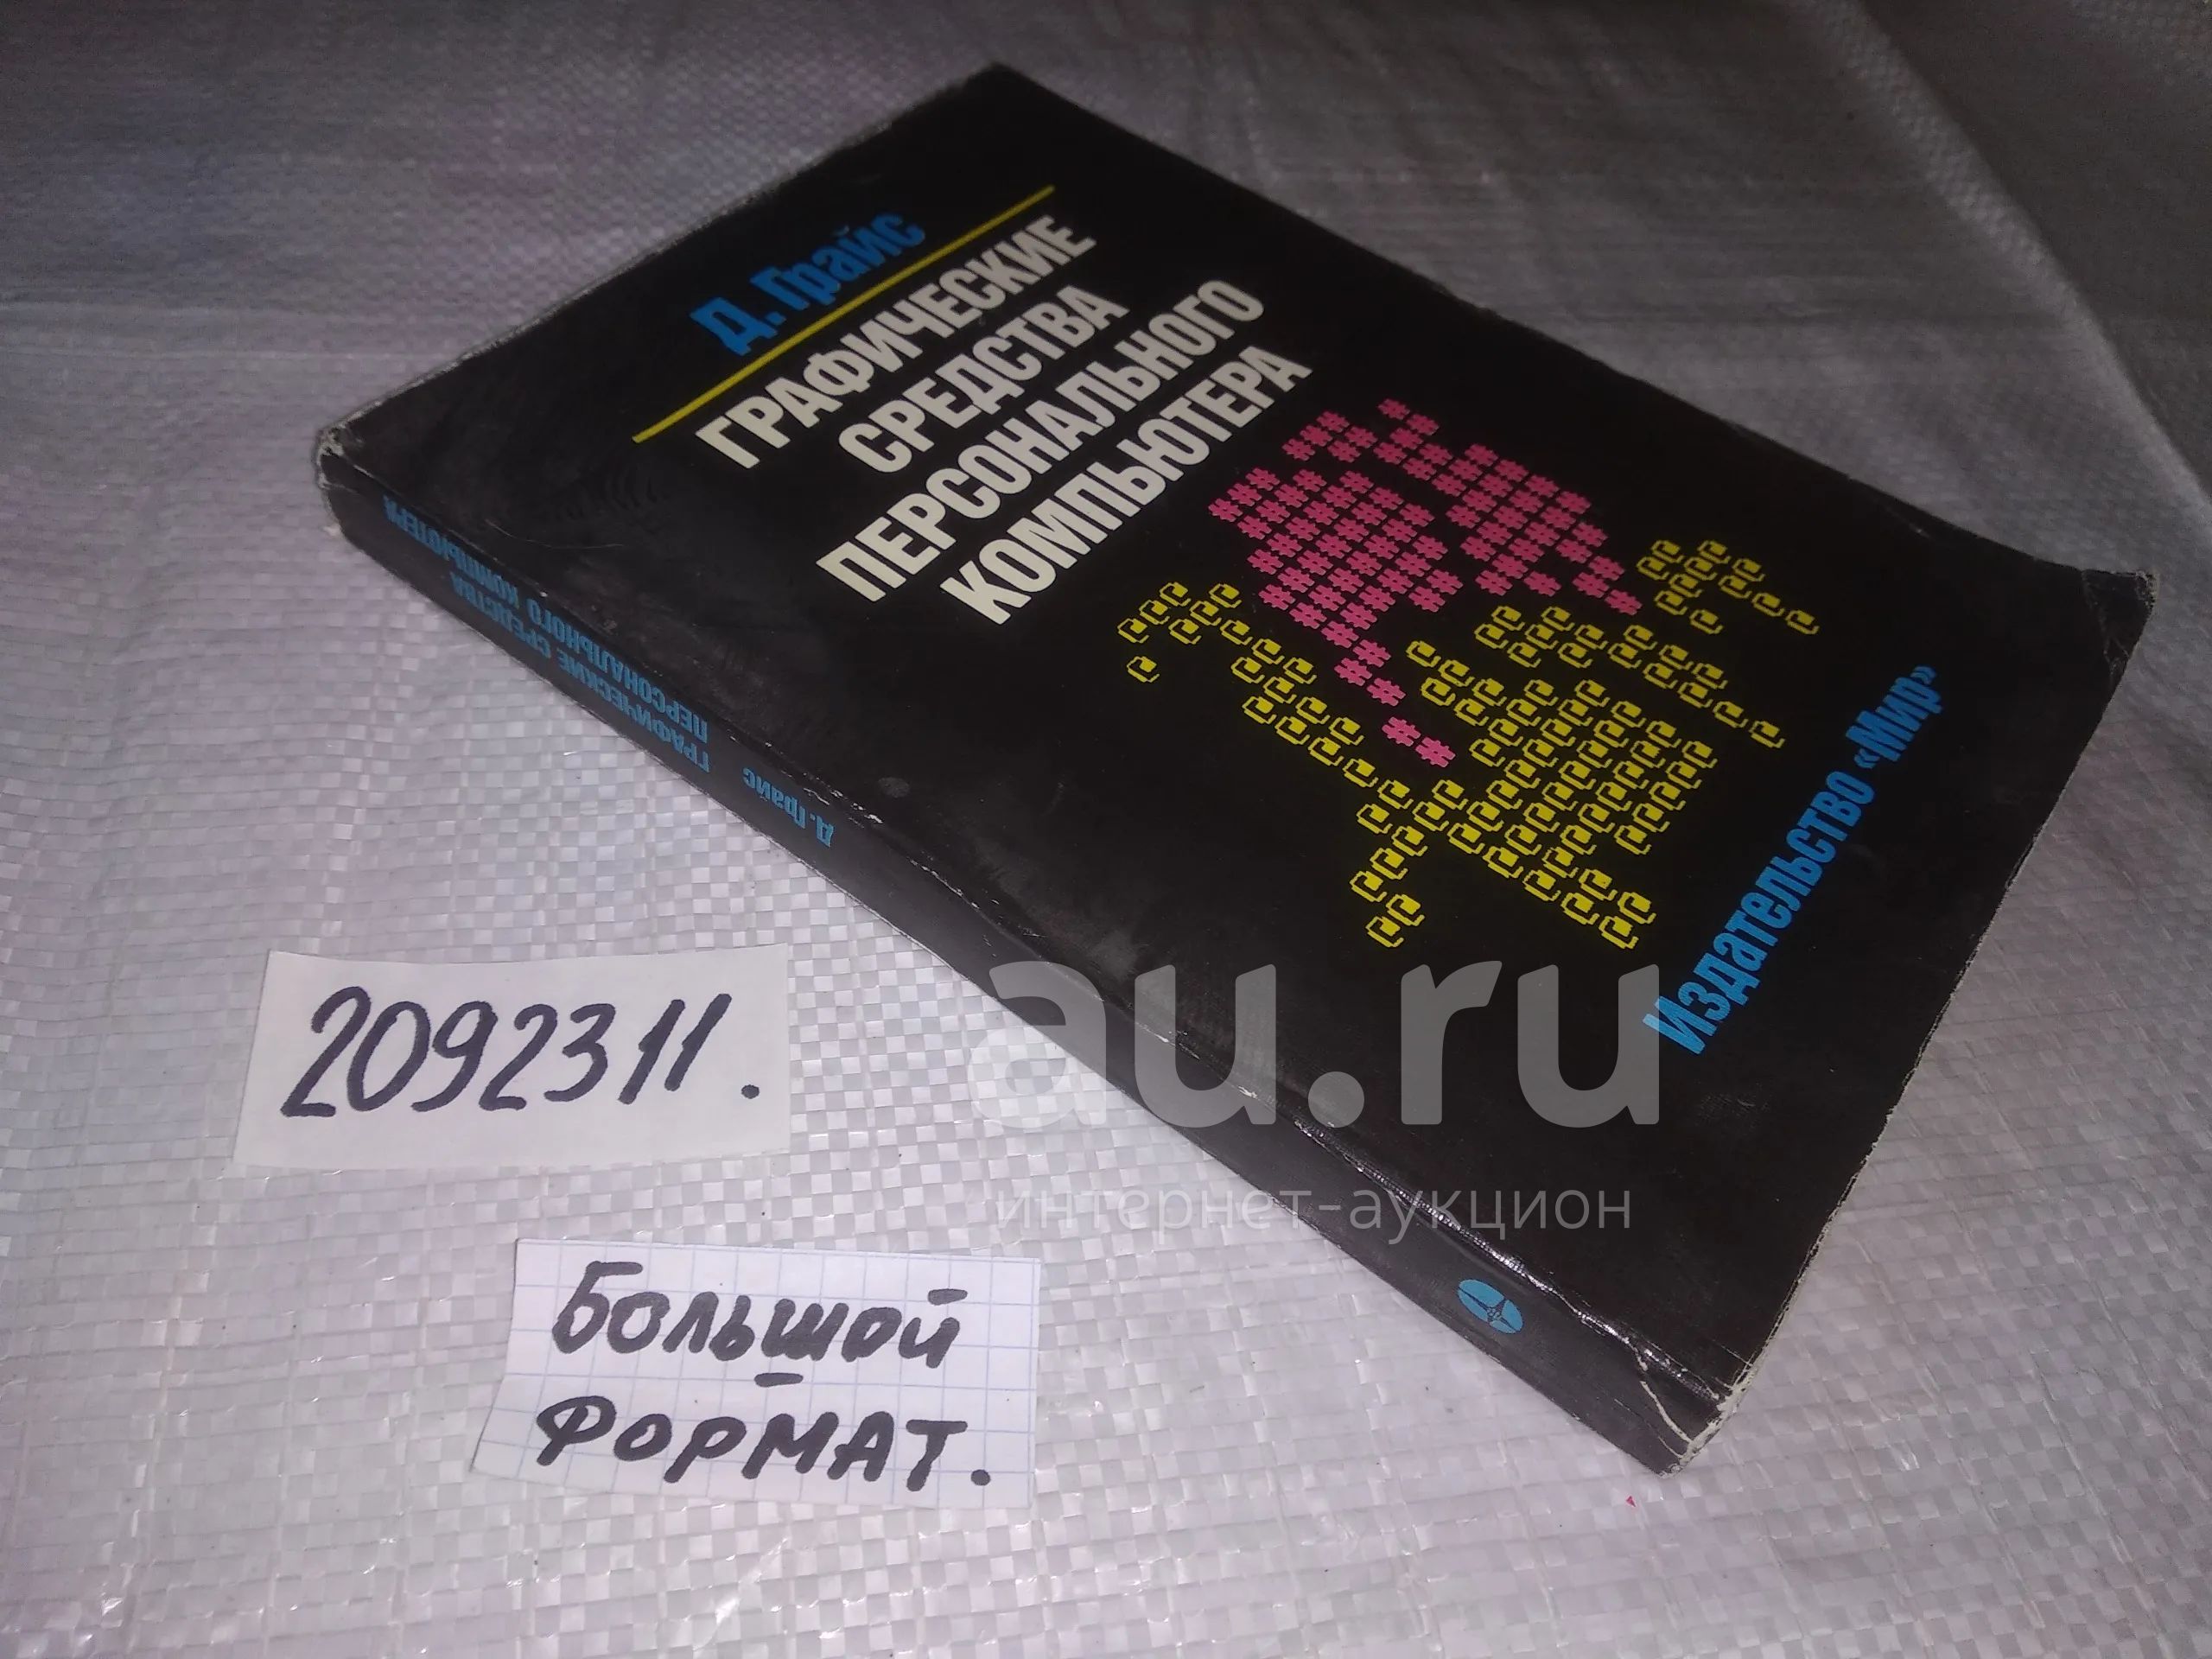 Д. Грайс
ГРАФИЧЕСКИЕ
СРЕДСТВА
ПЕРСОНАЛЬНОГО
КОМПЬЮТЕРА
Издательство «Мир»
Д. Грайс
ГРАФИЧЕСКИЕ СРЕДСТВА
ПЕРСОНАЛЬНОГО КОМПЬЮТЕРА
2092311.
Большой
ФОРМАТ.
au.ru
интернет-аукцион